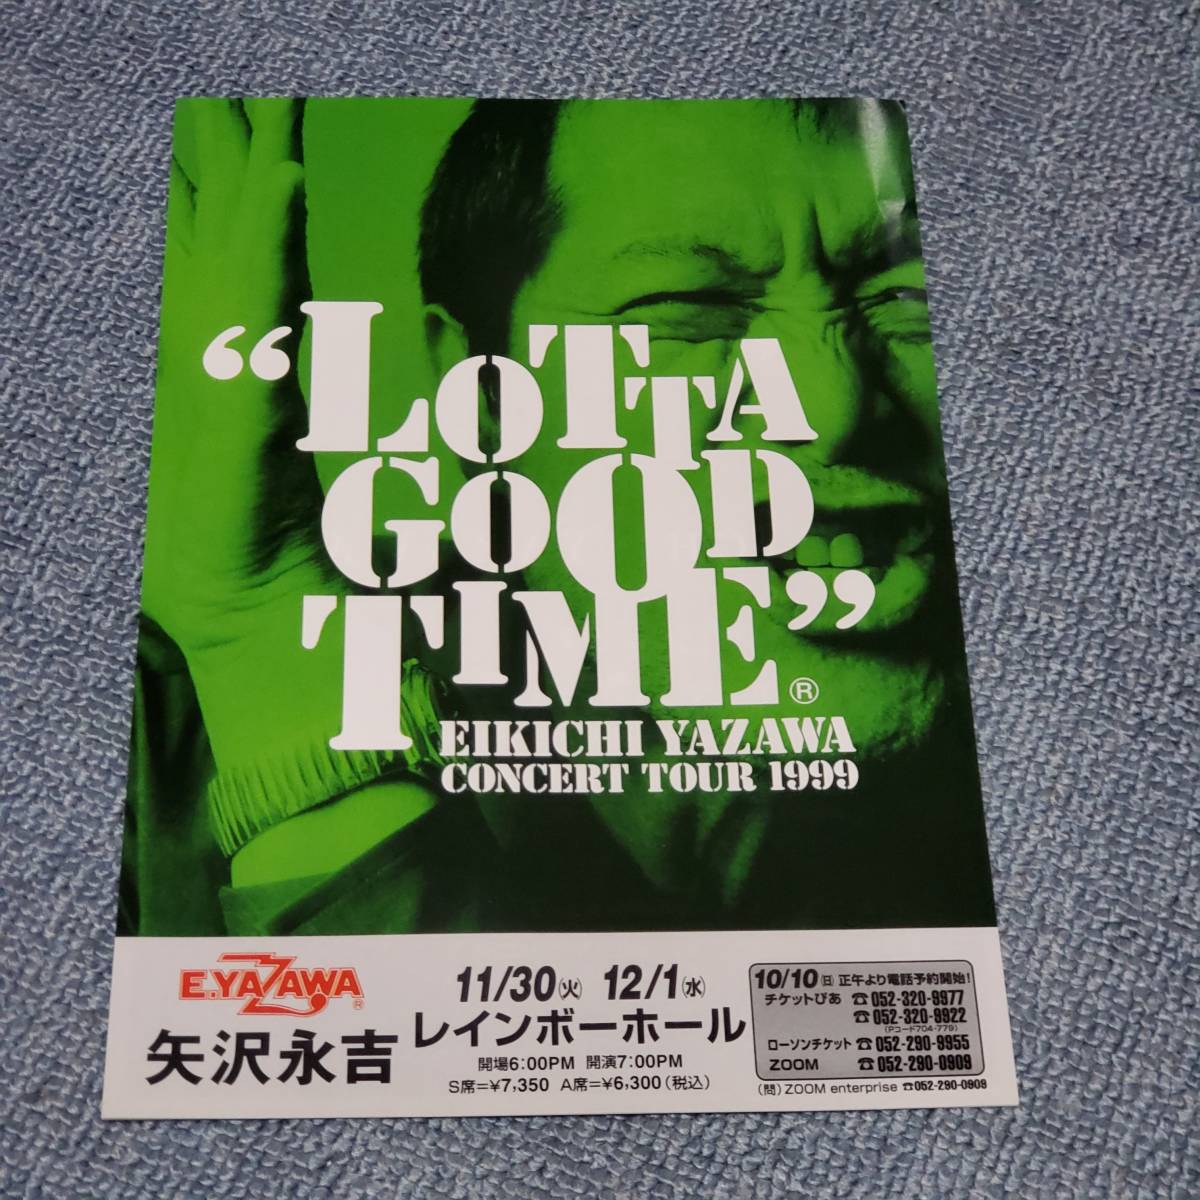 “LOTTA
GOOD
TIME”®
EIKICHI YAZAWA
CONCERT TOUR 1999
E.YAZAWA®
矢沢永吉
11/30(火) 12/1(水)
レインボーホール
開場6:00PM 開演7:00PM
S席=¥7,350 A席=¥6,300(税込)
10/10(日)正午より電話予約開始!
チケットぴあ ☎052-320-9977
☎052-320-9922
(Pコード704-779)
ローソンチケット ☎052-290-9955
ZOOM ☎052-290-0909
(問)ZOOM enterprise ☎052-290-0909